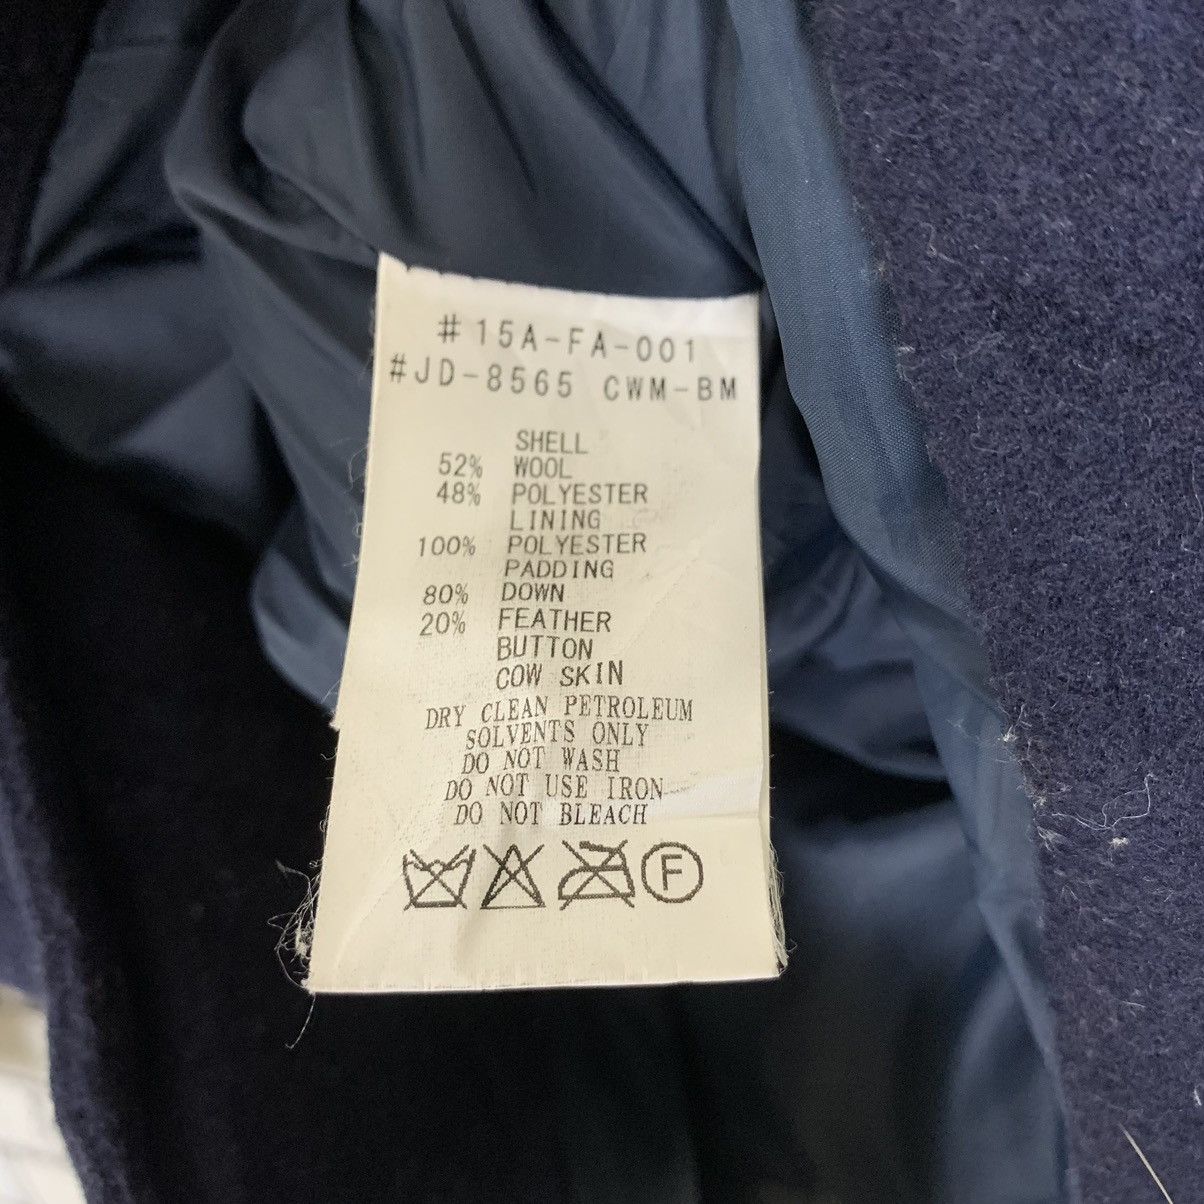 #15A-FA-001
#JD-8565 CWM-BM
SHELL
52% WOOL
48% POLYESTER
LINING
100% POLYESTER
PADDING
80% DOWN
20% FEATHER
BUTTON
COW SKIN
DRY CLEAN PETROLEUM
SOLVENTS ONLY
DO NOT WASH
DO NOT USE IRON
DO NOT BLEACH
F